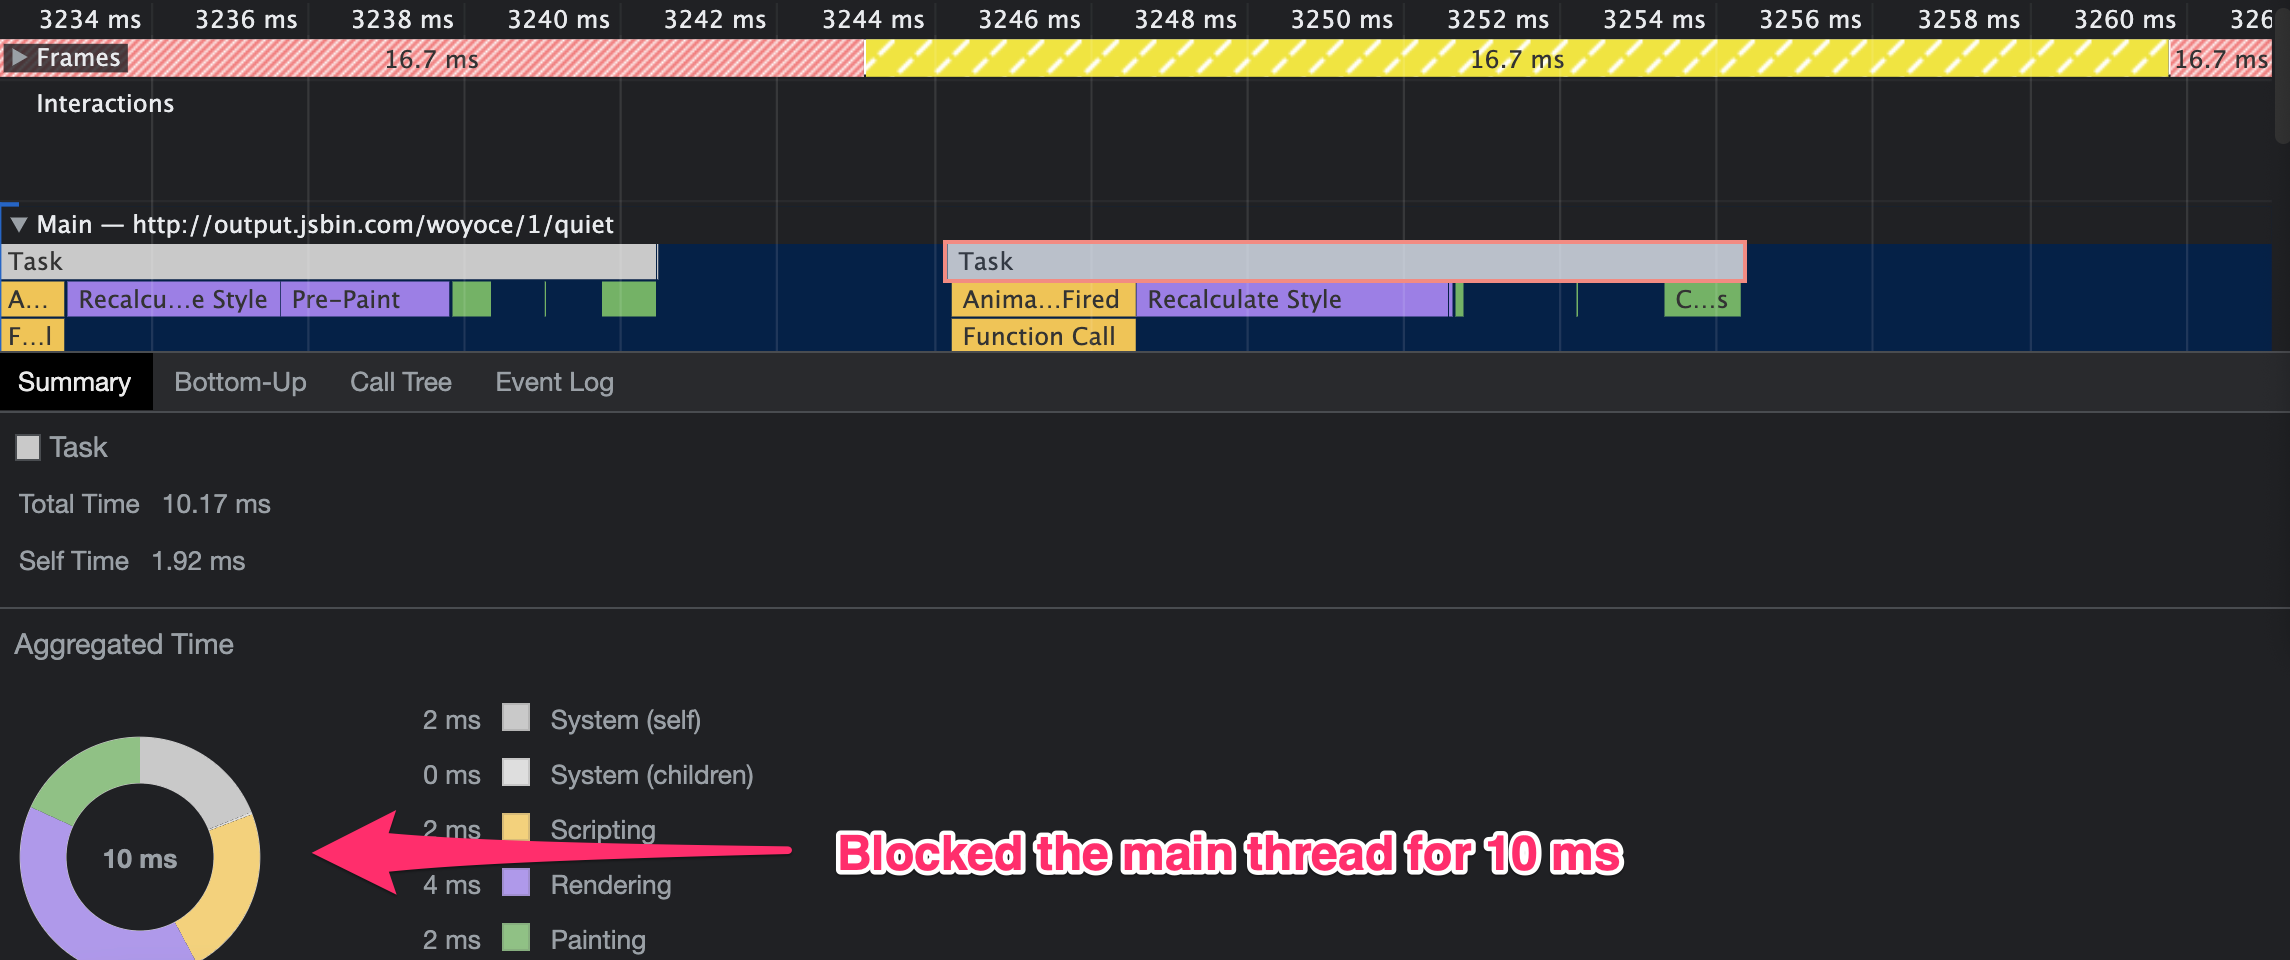 3234 ms 3236 ms 3238 ms 3240 ms 3242 ms 3244 ms 3246 ms 3248 ms 3250 ms 3252 ms 3254 ms 3256 ms 3258 ms 3260 ms 326
Frames 16.7 ms 16.7 ms 16.7 ms
Interactions
Main — http://output.jsbin.com/woyoce/1/quiet
Task Task
A... Recalcu...e Style Pre-Paint Anima...Fired Recalculate Style C...s
F...l Function Call
Summary Bottom-Up Call Tree Event Log
Task
Total Time 10.17 ms
Self Time 1.92 ms
Aggregated Time
2 ms System (self)
0 ms System (children)
2 ms Scripting
10 ms Blocked the main thread for 10 ms
4 ms Rendering
2 ms Painting